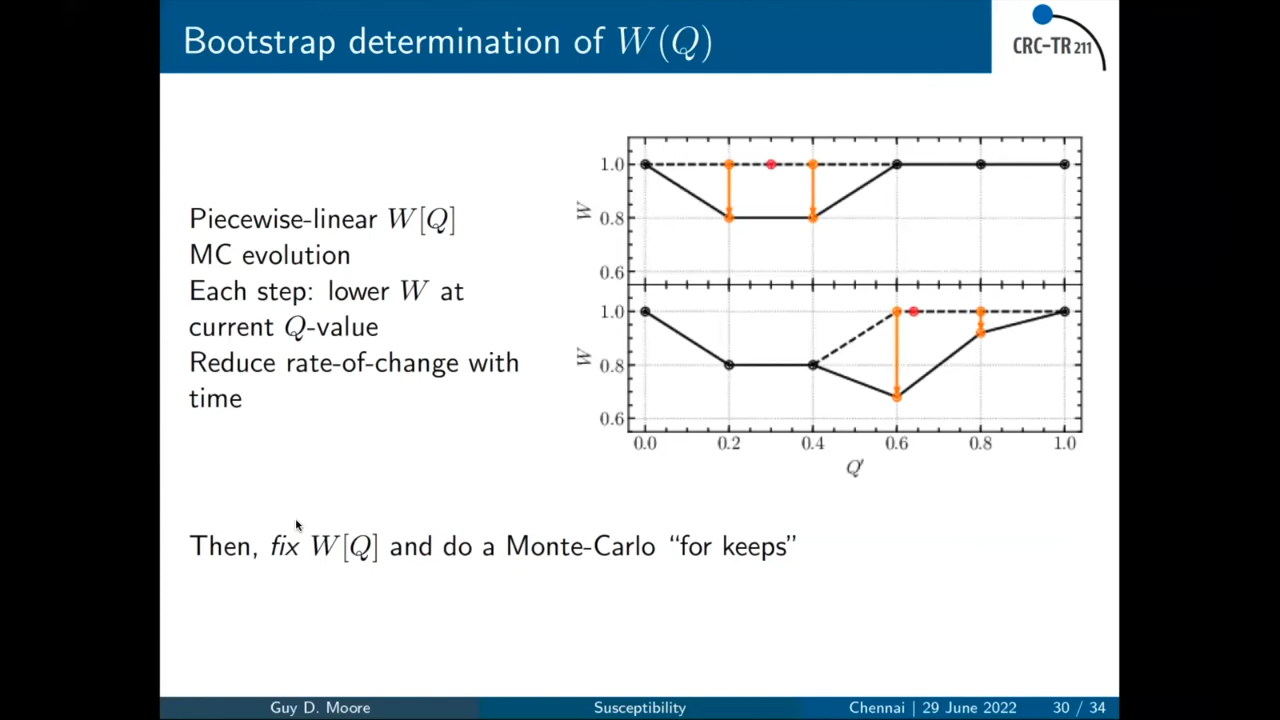 Bootstrap determination of W(Q)
CRC-TR 211
Piecewise-linear W[Q]
MC evolution
Each step: lower W at
current Q-value
Reduce rate-of-change with
time
1.0
W
0.8
0.6
1.0
W
0.8
0.6
0.0 0.2 0.4 0.6 0.8 1.0
Q'
Then, fix W[Q] and do a Monte-Carlo “for keeps”
Guy D. Moore Susceptibility Chennai | 29 June 2022 30 / 34